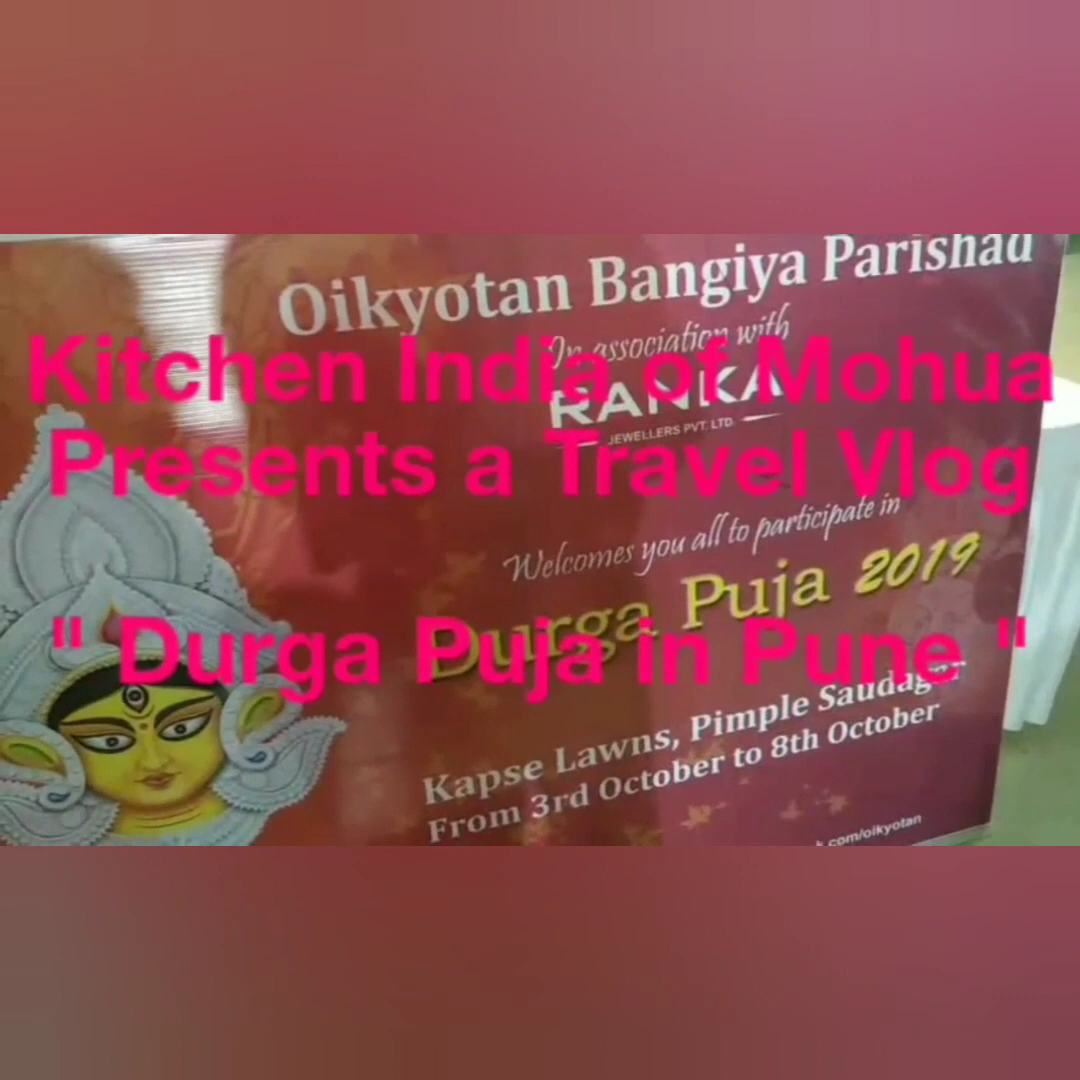 Oikyotan Bangiya Parishad
In association with
RANKA
JEWELLERS PVT. LTD.
Welcomes you all to participate in
Durga Puja 2019
Kapse Lawns, Pimple Saudagar
From 3rd October to 8th October
k.com/oikyotan
Kitchen India of Mohua
Presents a Travel Vlog
" Durga Puja in Pune "